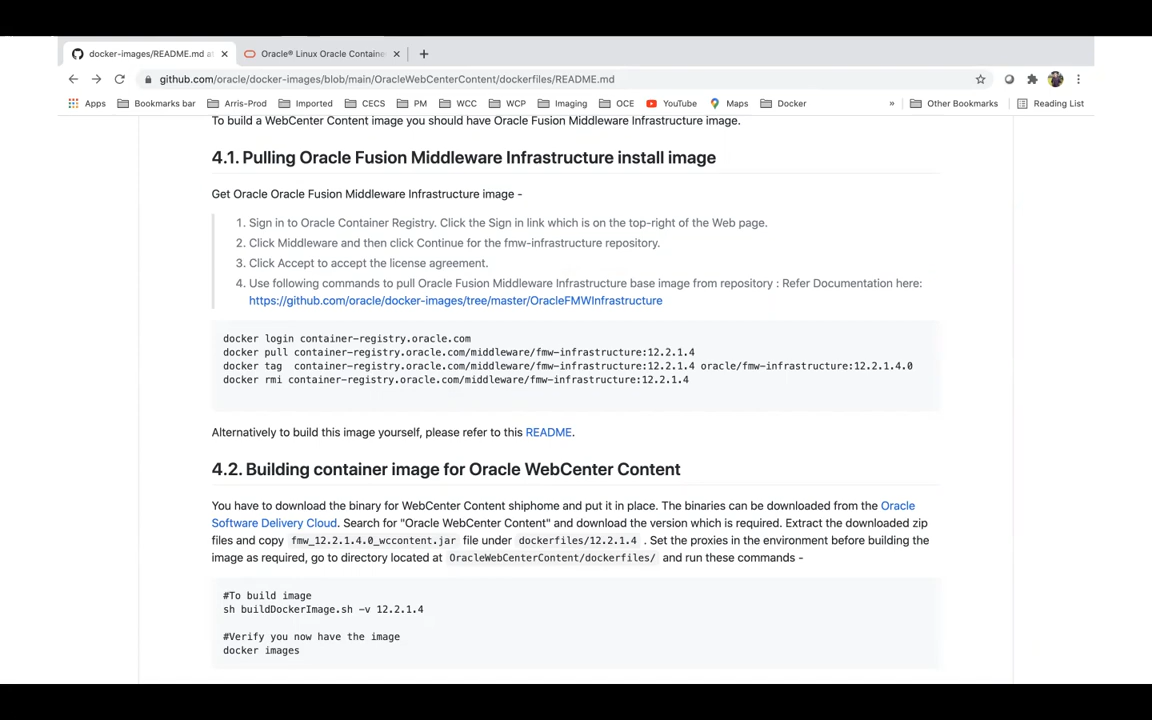 docker-images/README.md a
Oracle® Linux Oracle Containe
github.com/oracle/docker-images/blob/main/OracleWebCenterContent/dockerfiles/README.md
Apps Bookmarks bar Arris-Prod Imported CECS PM WCC WCP Imaging OCE YouTube Maps Docker » Other Bookmarks Reading List
To build a WebCenter Content image you should have Oracle Fusion Middleware Infrastructure image.
4.1. Pulling Oracle Fusion Middleware Infrastructure install image
Get Oracle Oracle Fusion Middleware Infrastructure image -
1. Sign in to Oracle Container Registry. Click the Sign in link which is on the top-right of the Web page.
2. Click Middleware and then click Continue for the fmw-infrastructure repository.
3. Click Accept to accept the license agreement.
4. Use following commands to pull Oracle Fusion Middleware Infrastructure base image from repository : Refer Documentation here:
https://github.com/oracle/docker-images/tree/master/OracleFMWInfrastructure
docker login container-registry.oracle.com
docker pull container-registry.oracle.com/middleware/fmw-infrastructure:12.2.1.4
docker tag  container-registry.oracle.com/middleware/fmw-infrastructure:12.2.1.4 oracle/fmw-infrastructure:12.2.1.4.0
docker rmi container-registry.oracle.com/middleware/fmw-infrastructure:12.2.1.4
Alternatively to build this image yourself, please refer to this README.
4.2. Building container image for Oracle WebCenter Content
You have to download the binary for WebCenter Content shiphome and put it in place. The binaries can be downloaded from the Oracle
Software Delivery Cloud. Search for "Oracle WebCenter Content" and download the version which is required. Extract the downloaded zip
files and copy fmw_12.2.1.4.0_wccontent.jar file under dockerfiles/12.2.1.4 . Set the proxies in the environment before building the
image as required, go to directory located at OracleWebCenterContent/dockerfiles/ and run these commands -
#To build image
sh buildDockerImage.sh -v 12.2.1.4
#Verify you now have the image
docker images